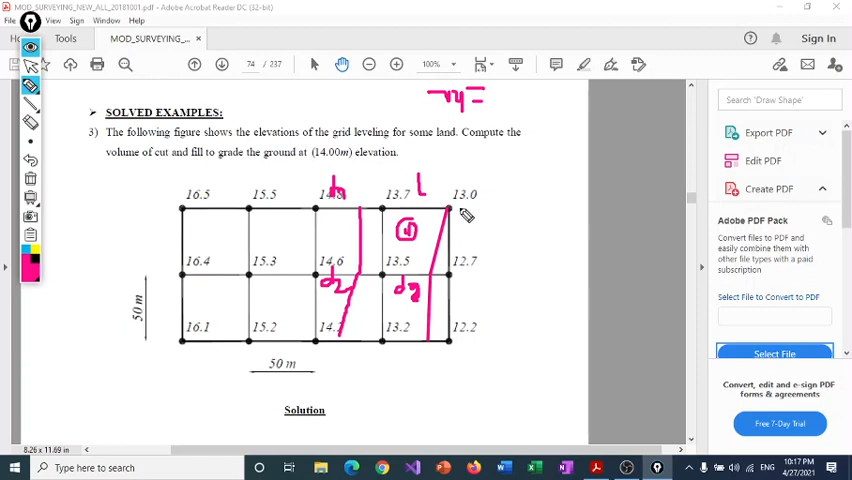 MOD_SURVEYING_NEW_ALL_20181001.pdf - Adobe Acrobat Reader DC (32-bit)
File View Sign Window Help
Tools MOD_SURVEYING_... × Sign In
74 / 237 100%
➤ SOLVED EXAMPLES:
3) The following figure shows the elevations of the grid leveling for some land. Compute the
volume of cut and fill to grade the ground at (14.00m) elevation.
h L
16.5 15.5 13.7 13.0
16.4 15.3 14.6 13.5 12.7
16.1 15.2 13.2 12.2
50 m
50 m
Solution
8.26 x 11.69 in
Search 'Draw Shape'
Export PDF
Edit PDF
Create PDF
Adobe PDF Pack
Convert files to PDF and
easily combine them with
other file types with a paid
subscription
Select File to Convert to PDF
Select File
Convert, edit and e-sign PDF
forms & agreements
Free 7-Day Trial
Type here to search
ENG
10:17 PM
4/27/2021